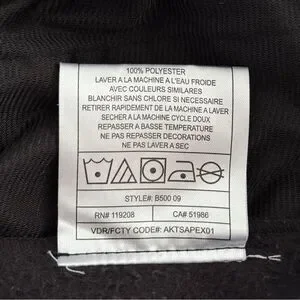 100% POLYESTER
LAVER A LA MACHINE A L'EAU FROIDE
AVEC COULEURS SIMILAIRES
BLANCHIR SANS CHLORE SI NECESSAIRE
RETIRER RAPIDEMENT DE LA MACHINE A LAVER
SECHER A LA MACHINE CYCLE DOUX
REPASSER A BASSE TEMPERATURE
NE PAS REPASSER DECORATIONS
NE PAS LAVER A SEC
STYLE#: B500 09
RN# 119208 CA# 51986
VDR/FCTY CODE#: AKTSAPEX01